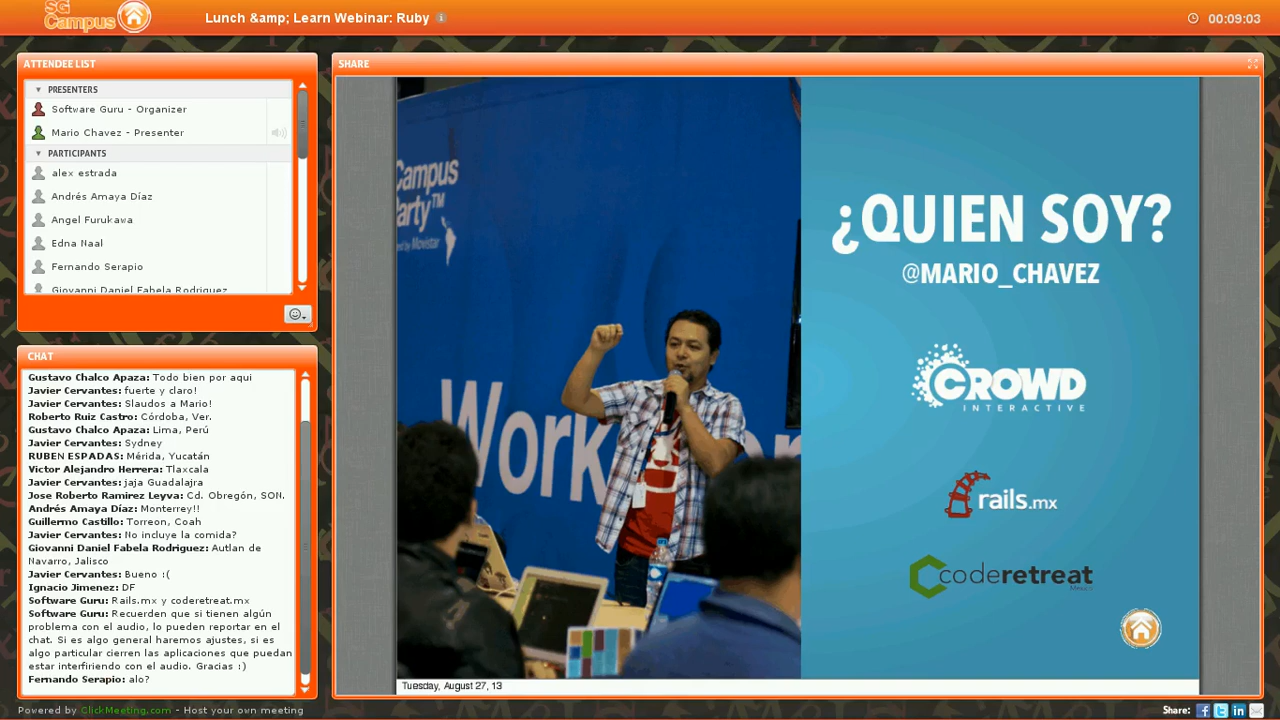 SG
Campus
Lunch &amp; Learn Webinar: Ruby
00:09:03
ATTENDEE LIST
PRESENTERS
Software Guru - Organizer
Mario Chavez - Presenter
PARTICIPANTS
alex estrada
Andrés Amaya Díaz
Angel Furukawa
Edna Naal
Fernando Serapio
Giovanni Daniel Fabela Rodriguez
CHAT
Gustavo Chalco Apaza: Todo bien por aqui
Javier Cervantes: fuerte y claro!
Javier Cervantes: Slaudos a Mario!
Roberto Ruiz Castro: Córdoba, Ver.
Gustavo Chalco Apaza: Lima, Perú
Javier Cervantes: Sydney
RUBEN ESPADAS: Mérida, Yucatán
Victor Alejandro Herrera: Tlaxcala
Javier Cervantes: jaja Guadalajra
Jose Roberto Ramirez Leyva: Cd. Obregón, SON.
Andrés Amaya Díaz: Monterrey!!
Guillermo Castillo: Torreon, Coah
Javier Cervantes: No incluye la comida?
Giovanni Daniel Fabela Rodriguez: Autlan de
Navarro, Jalisco
Javier Cervantes: Bueno :(
Ignacio Jimenez: DF
Software Guru: Rails.mx y coderetreat.mx
Software Guru: Recuerden que si tienen algún
problema con el audio, lo pueden reportar en el
chat. Si es algo general haremos ajustes, si es
algo particular cierren las aplicaciones que puedan
estar interfiriendo con el audio. Gracias :)
Fernando Serapio: alo?
Powered by ClickMeeting.com - Host your own meeting
SHARE
Campus
Party™
by Movistar
Work
¿QUIEN SOY?
@MARIO_CHAVEZ
CROWD
INTERACTIVE
rails.mx
coderetreat
Tuesday, August 27, 13
Share: